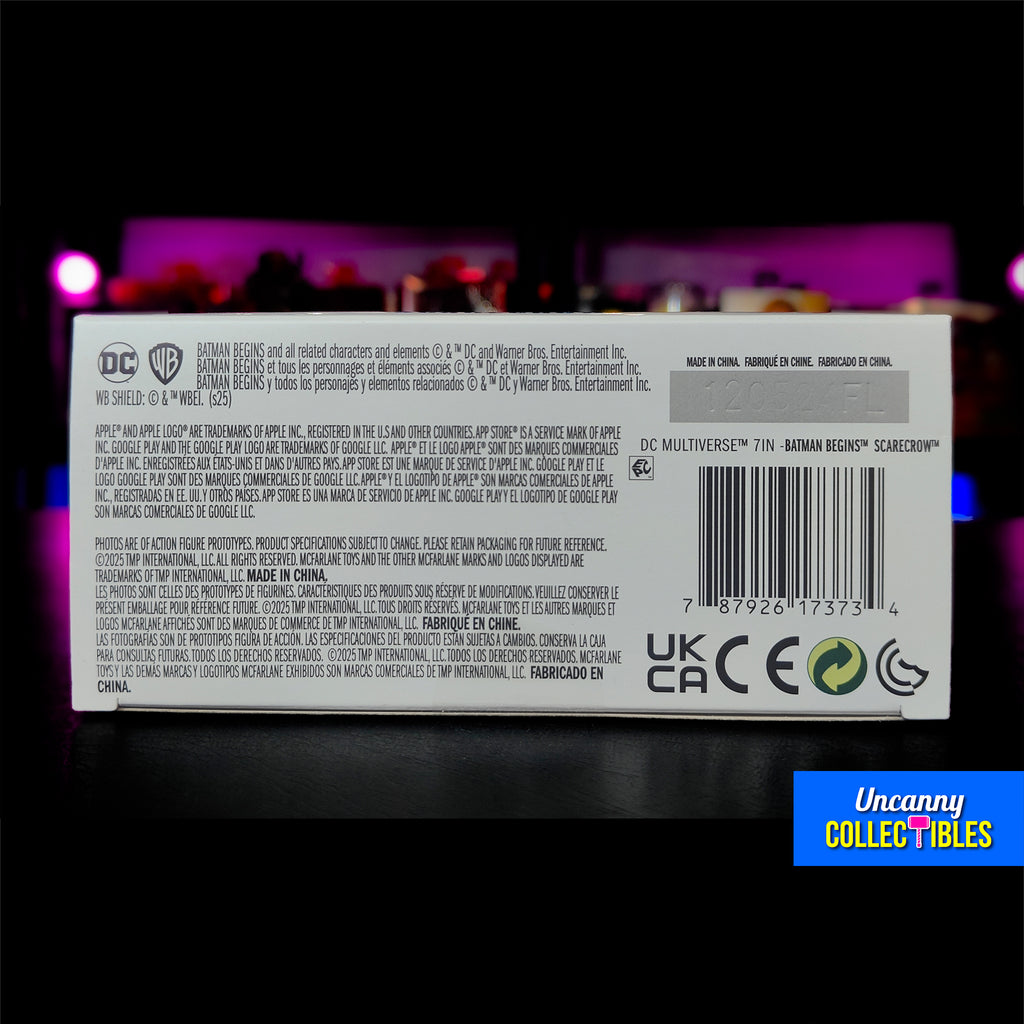 DC
WB
BATMAN BEGINS and all related characters and elements © & ™ DC and Warner Bros. Entertainment Inc.
BATMAN BEGINS et tous les personnages et éléments associés © & ™ DC et Warner Bros. Entertainment Inc.
BATMAN BEGINS y todos los personajes y elementos relacionados © & ™ DC y Warner Bros. Entertainment Inc.
WB SHIELD: © & ™ WBEI. (s25)
APPLE® AND APPLE LOGO® ARE TRADEMARKS OF APPLE INC., REGISTERED IN THE U.S AND OTHER COUNTRIES. APP STORE® IS A SERVICE MARK OF APPLE
INC. GOOGLE PLAY AND THE GOOGLE PLAY LOGO ARE TRADEMARKS OF GOOGLE LLC. APPLE® ET LE LOGO APPLE® SONT DES MARQUES COMMERCIALES
D'APPLE INC. ENREGISTRÉES AUX ÉTATS-UNIS ET DANS D'AUTRES PAYS. APP STORE EST UNE MARQUE DE SERVICE D'APPLE INC. GOOGLE PLAY ET LE
LOGO GOOGLE PLAY SONT DES MARQUES COMMERCIALES DE GOOGLE LLC. APPLE® Y EL LOGOTIPO DE APPLE® SON MARCAS COMERCIALES DE APPLE
INC., REGISTRADAS EN EE. UU. Y OTROS PAÍSES. APP STORE ES UNA MARCA DE SERVICIO DE APPLE INC. GOOGLE PLAY Y EL LOGOTIPO DE GOOGLE PLAY
SON MARCAS COMERCIALES DE GOOGLE LLC.
PHOTOS ARE OF ACTION FIGURE PROTOTYPES. PRODUCT SPECIFICATIONS SUBJECT TO CHANGE. PLEASE RETAIN PACKAGING FOR FUTURE REFERENCE.
©2025 TMP INTERNATIONAL, LLC. ALL RIGHTS RESERVED. MCFARLANE TOYS AND THE OTHER MCFARLANE MARKS AND LOGOS DISPLAYED ARE
TRADEMARKS OF TMP INTERNATIONAL, LLC. MADE IN CHINA.
LES PHOTOS SONT CELLES DES PROTOTYPES DE FIGURINES. CARACTÉRISTIQUES DES PRODUITS SOUS RÉSERVE DE MODIFICATIONS. VEUILLEZ CONSERVER LE
PRÉSENT EMBALLAGE POUR RÉFÉRENCE FUTURE. ©2025 TMP INTERNATIONAL, LLC. TOUS DROITS RÉSERVÉS. MCFARLANE TOYS ET LES AUTRES MARQUES ET
LOGOS MCFARLANE AFFICHÉS SONT DES MARQUES DE COMMERCE DE TMP INTERNATIONAL, LLC. FABRIQUÉ EN CHINE.
LAS FOTOGRAFÍAS SON DE PROTOTIPOS FIGURA DE ACCIÓN. LAS ESPECIFICACIONES DEL PRODUCTO ESTÁN SUJETAS A CAMBIOS. CONSERVA LA CAJA
PARA CONSULTAS FUTURAS. TODOS LOS DERECHOS RESERVADOS. ©2025 TMP INTERNATIONAL, LLC. TODOS LOS DERECHOS RESERVADOS. MCFARLANE
TOYS Y LAS DEMÁS MARCAS Y LOGOTIPOS MCFARLANE EXHIBIDOS SON MARCAS COMERCIALES DE TMP INTERNATIONAL, LLC. FABRICADO EN
CHINA.
MADE IN CHINA. FABRIQUÉ EN CHINE. FABRICADO EN CHINA.
FL
DC MULTIVERSE™ 7IN -BATMAN BEGINS™ SCARECROW™
7 87926 17373 4
UK
CA CE
Uncanny
COLLECTIBLES